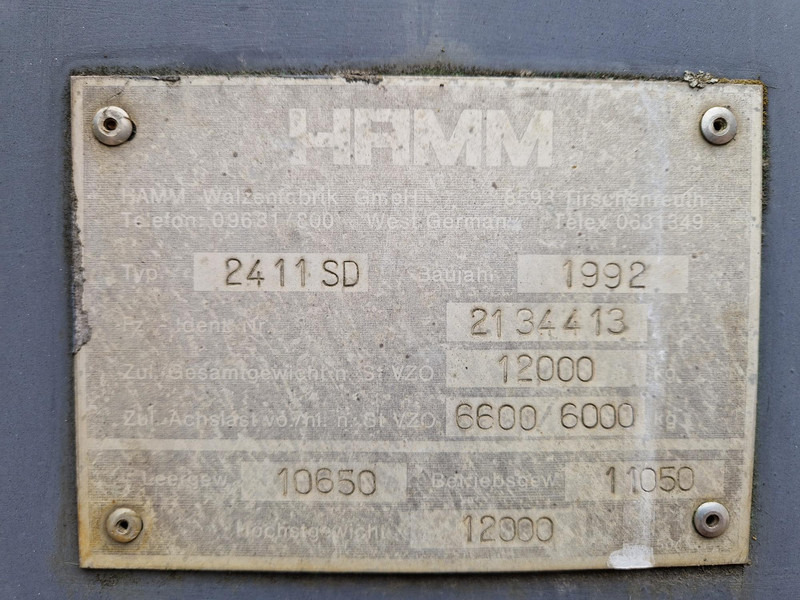 HAMM
HAMM Walzenfabrik GmbH 859 Tirschenreuth
Telefon: 09631/800 West Germany Telex 0631349
Typ 2411 SD Baujahr 1992
Fz - Ident. Nr. 2134413
Zul. Gesamtgewicht n. StVZO 12000 kg
Zul. Achslast vo./hi. n. StVZO 6600/6000 kg
Leergew. 10650 Betriebsgew. 11050
Höchstgewicht 12000